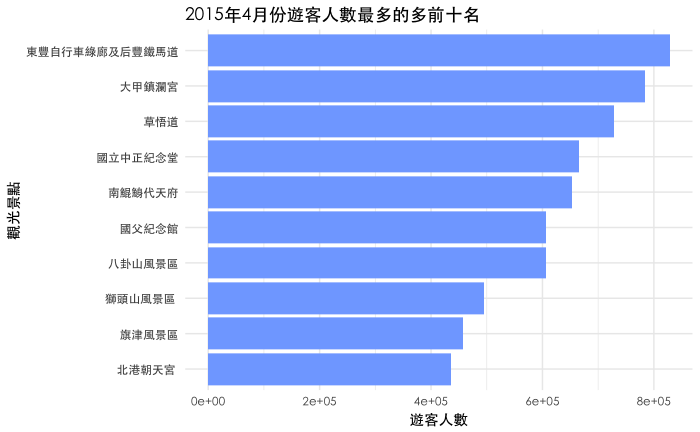 2015年4月份遊客人數最多的多前十名
東豐自行車綠廊及后豐鐵馬道
大甲鎮瀾宮
草悟道
國立中正紀念堂
南鯤鯓代天府
國父紀念館
八卦山風景區
獅頭山風景區
旗津風景區
北港朝天宮
觀光景點
0e+00 2e+05 4e+05 6e+05 8e+05
遊客人數